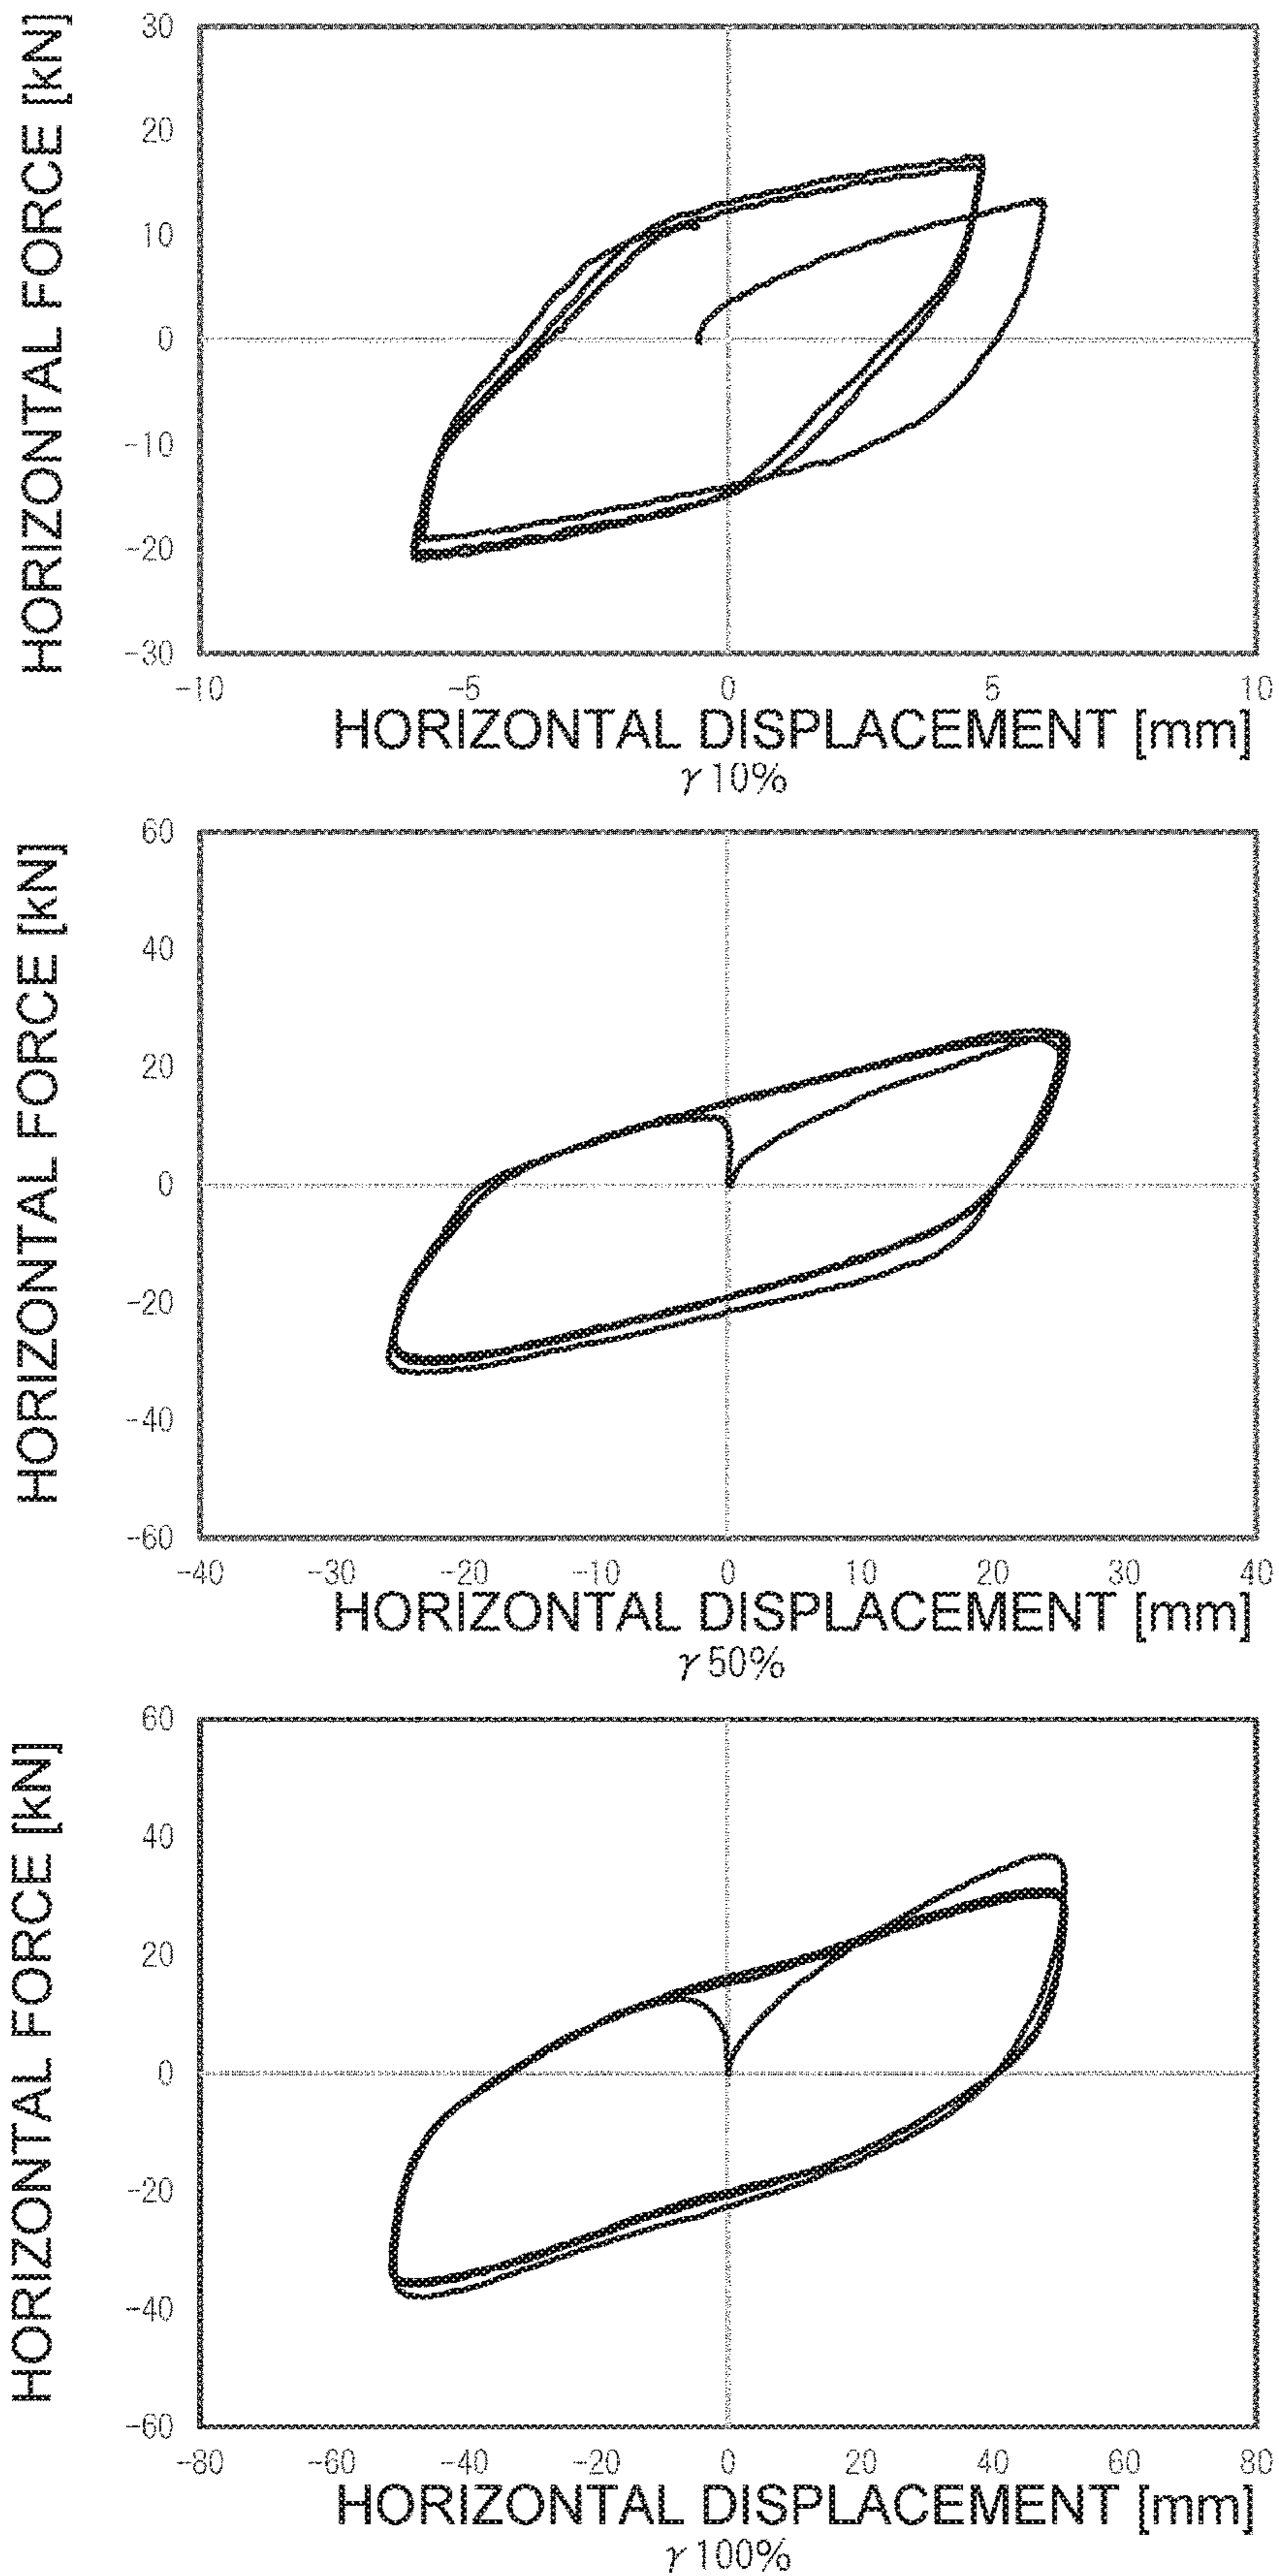 HORIZONTAL FORCE [kN]
30
20
10
0
-10
-20
-30
-10 -5 0 5 10
HORIZONTAL DISPLACEMENT [mm]
γ 10%
HORIZONTAL FORCE [kN]
60
40
20
0
-20
-40
-60
-40 -30 -20 -10 0 10 20 30 40
HORIZONTAL DISPLACEMENT [mm]
γ 50%
HORIZONTAL FORCE [kN]
60
40
20
0
-20
-40
-60
-80 -60 -40 -20 0 20 40 60 80
HORIZONTAL DISPLACEMENT [mm]
γ 100%